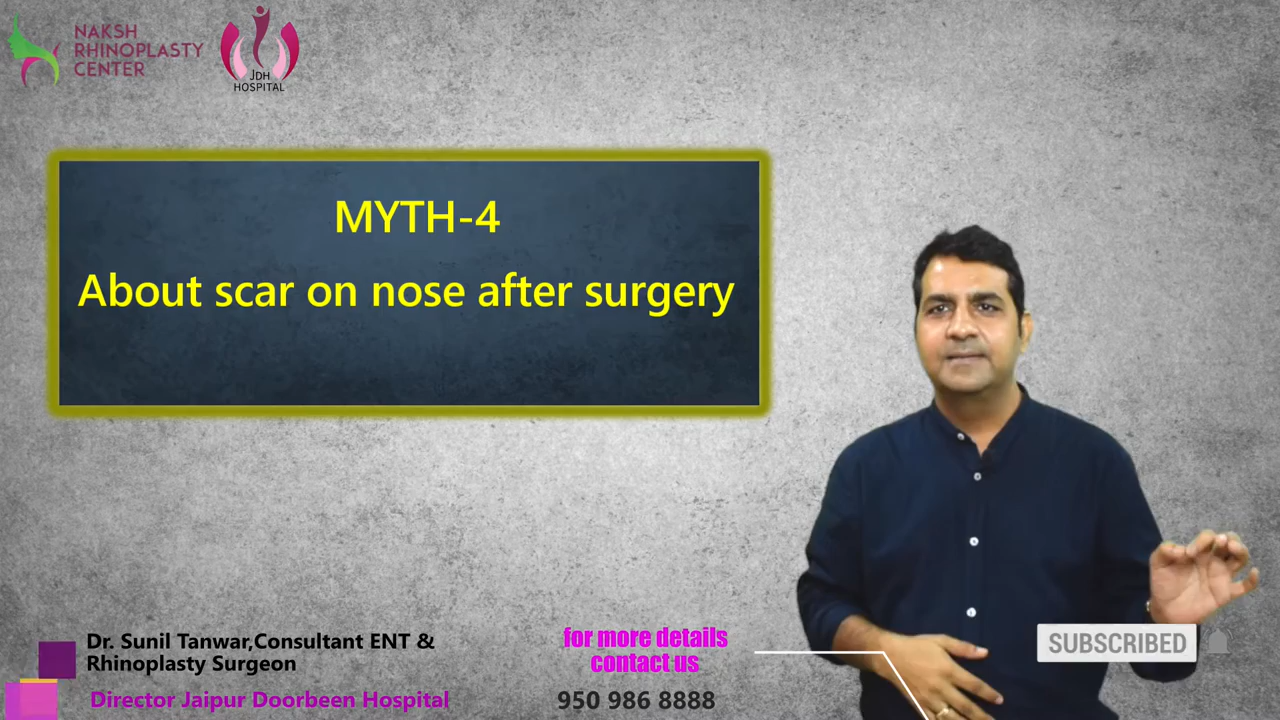 NAKSH
RHINOPLASTY
CENTER
JDH
HOSPITAL
MYTH-4
About scar on nose after surgery
Dr. Sunil Tanwar,Consultant ENT &
Rhinoplasty Surgeon
Director Jaipur Doorbeen Hospital
for more details
contact us
950 986 8888
SUBSCRIBED